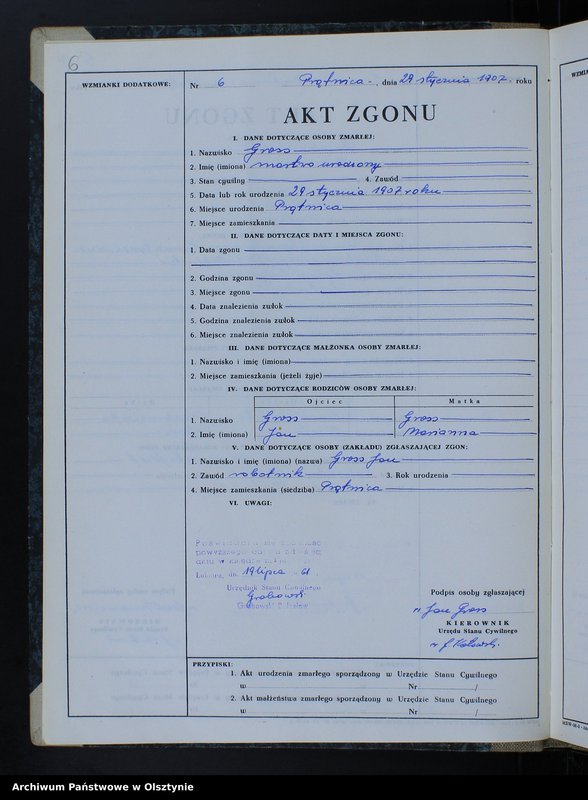 6
WZMIANKI DODATKOWE:
Nr 6 Prątnica -, dnia 29 stycznia 1907. roku
AKT ZGONU
I. DANE DOTYCZĄCE OSOBY ZMARŁEJ:
1. Nazwisko Gross
2. Imię (imiona) martwo urodzony
3. Stan cywilny 4. Zawód
5. Data lub rok urodzenia 29 stycznia 1907 roku
6. Miejsce urodzenia Prątnica
7. Miejsce zamieszkania
II. DANE DOTYCZĄCE DATY I MIEJSCA ZGONU:
1. Data zgonu
2. Godzina zgonu
3. Miejsce zgonu
4. Data znalezienia zwłok
5. Godzina znalezienia zwłok
6. Miejsce znalezienia zwłok
III. DANE DOTYCZĄCE MAŁŻONKA OSOBY ZMARŁEJ:
1. Nazwisko i imię (imiona)
2. Miejsce zamieszkania (jeżeli żyje)
IV. DANE DOTYCZĄCE RODZICÓW OSOBY ZMARŁEJ:
Ojciec Matka
1. Nazwisko Gross Gross
2. Imię (imiona) Jan Marianna
V. DANE DOTYCZĄCE OSOBY (ZAKŁADU) ZGŁASZAJĄCEJ ZGON:
1. Nazwisko i imię (imiona) (nazwa) Gross Jan
2. Zawód robotnik 3. Rok urodzenia
4. Miejsce zamieszkania (siedziba) Prątnica
VI. UWAGI:
powyższego
dn. 19 lipca 61
Urzędnik Stanu Cywilnego
Grabowski
Grabowski
Podpis osoby zgłaszającej
Jan Gross
KIEROWNIK
Urzędu Stanu Cywilnego
PRZYPISKI:
1. Akt urodzenia zmarłego sporządzony w Urzędzie Stanu Cywilnego
w Nr /
2. Akt małżeństwa zmarłego sporządzony w Urzędzie Stanu Cywilnego
w Nr /
Archiwum Państwowe w Olsztynie